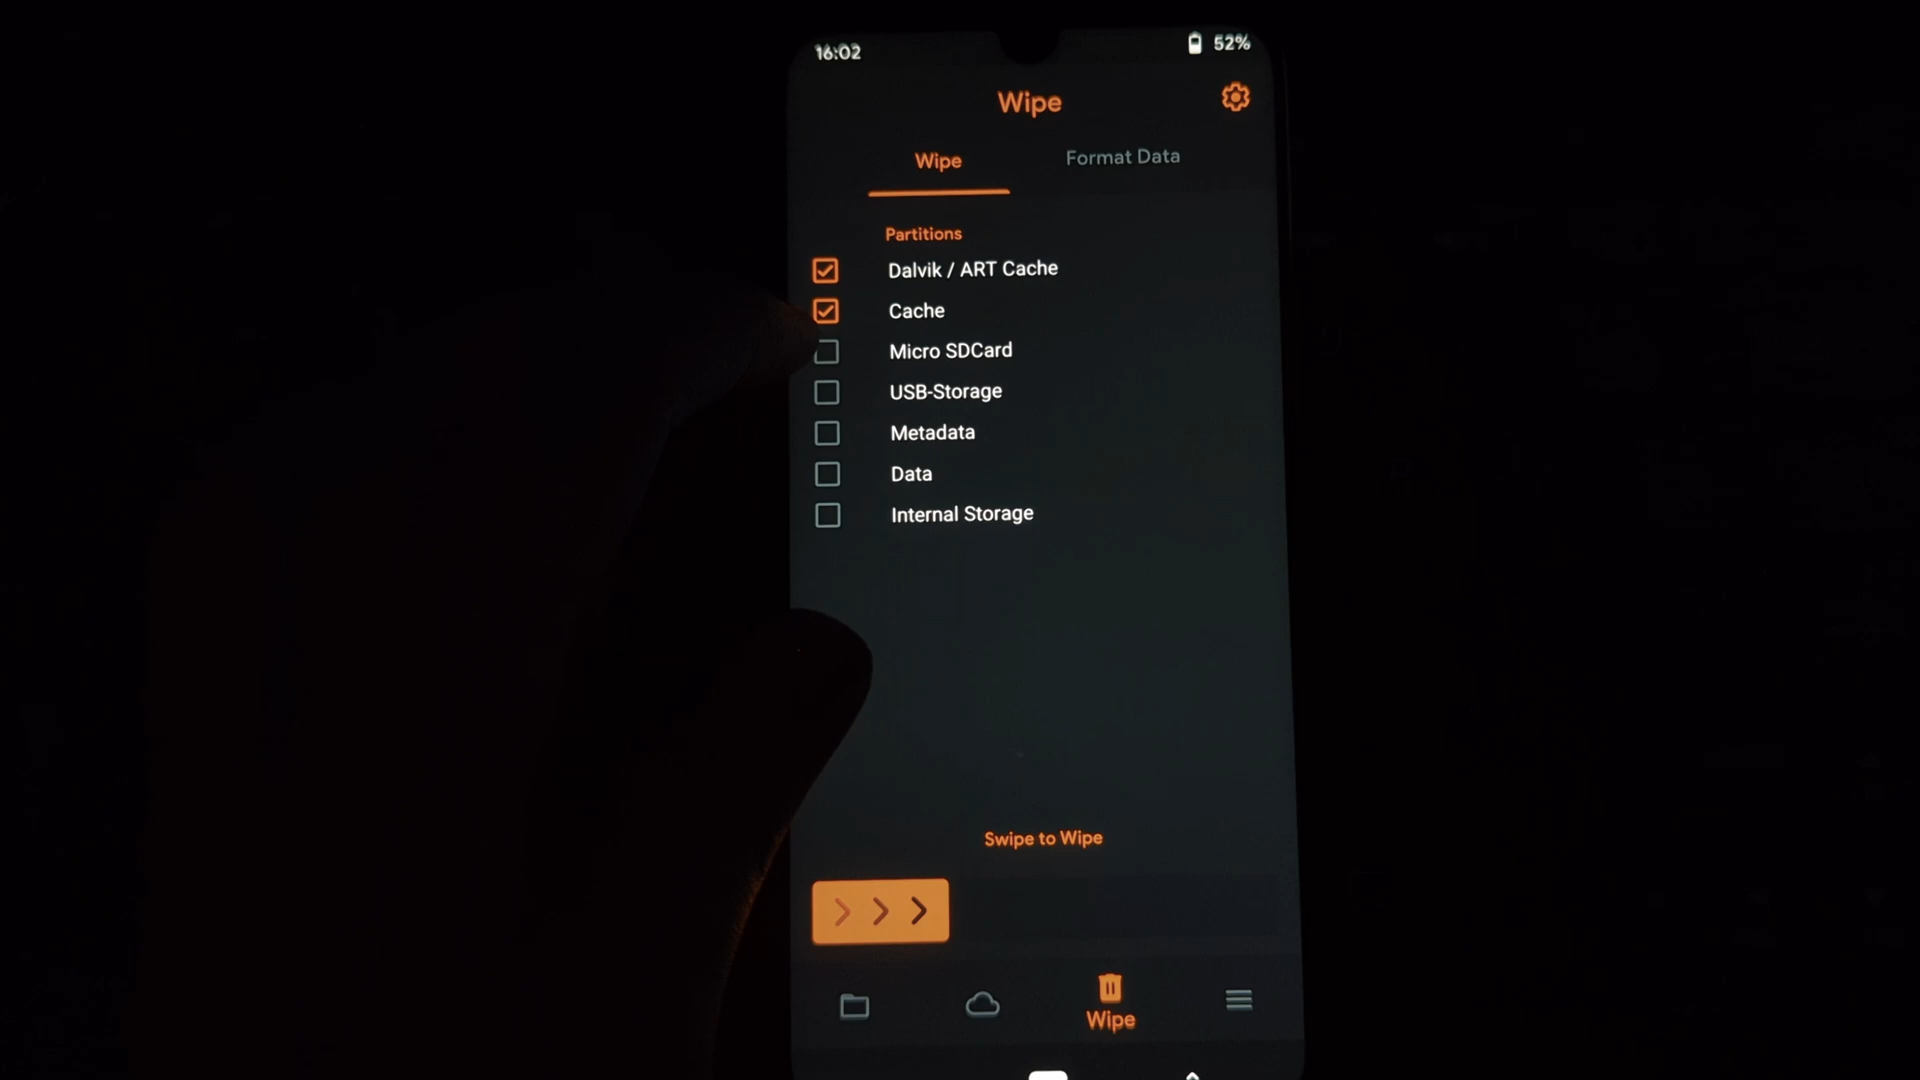 16:02
52%
Wipe
Wipe
Format Data
Partitions
Dalvik / ART Cache
Cache
Micro SDCard
USB-Storage
Metadata
Data
Internal Storage
Swipe to Wipe
Wipe